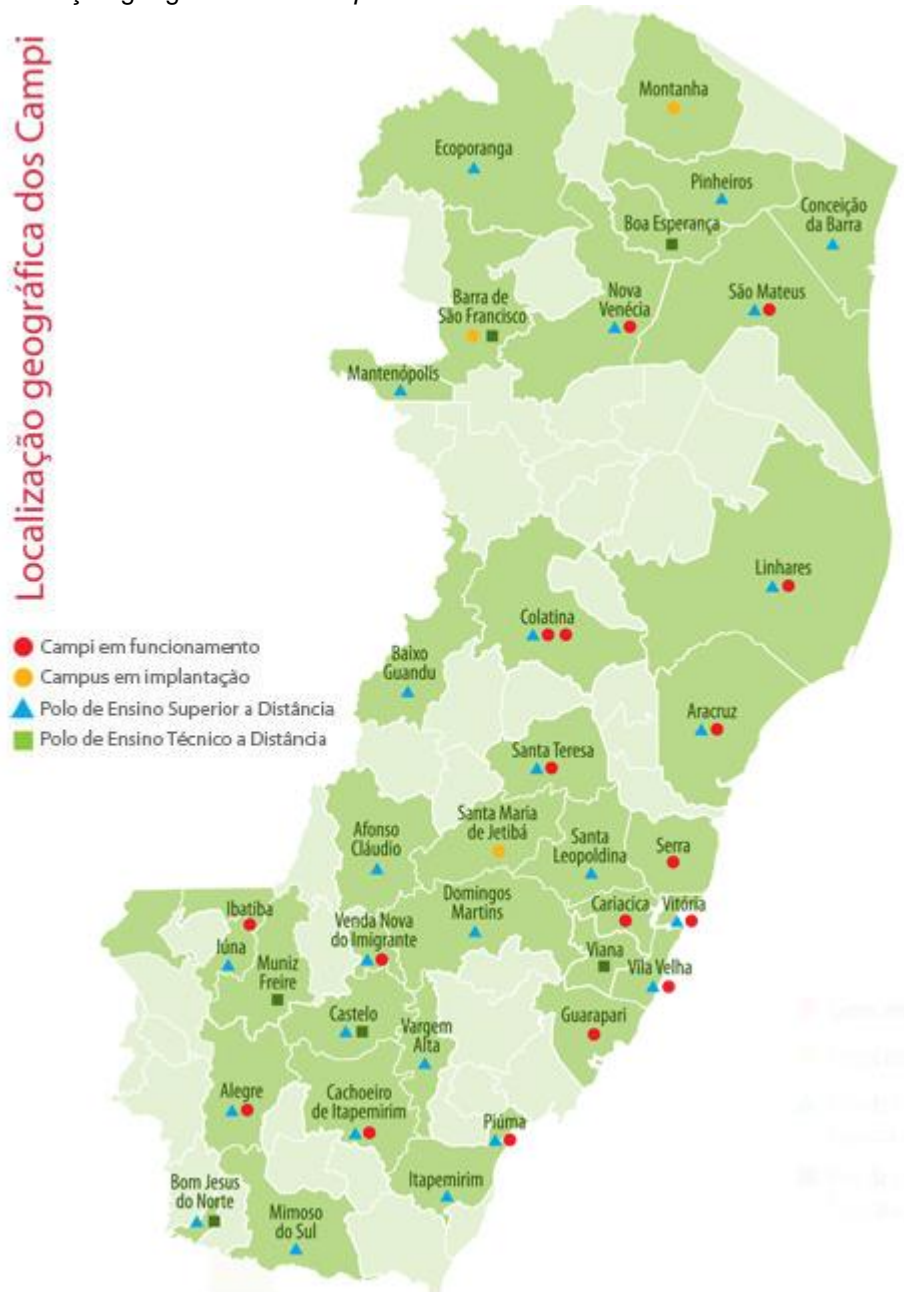 Localização geográfica dos Campi
Campi em funcionamento
Campus em implantação
Polo de Ensino Superior a Distância
Polo de Ensino Técnico a Distância
Montanha
Ecoporanga
Pinheiros
Conceição
da Barra
Boa Esperança
Barra de
São Francisco
Nova
Venécia
São Mateus
Mantenópolis
Linhares
Colatina
Baixo
Guandu
Aracruz
Santa Teresa
Afonso
Cláudio
Santa Maria
de Jetibá
Santa
Leopoldina
Serra
Ibatiba
Venda Nova
do Imigrante
Domingos
Martins
Cariacica
Vitória
Iúna
Muniz
Freire
Viana
Vila Velha
Castelo
Vargem
Alta
Guarapari
Alegre
Cachoeiro
de Itapemirim
Piúma
Bom Jesus
do Norte
Itapemirim
Mimoso
do Sul